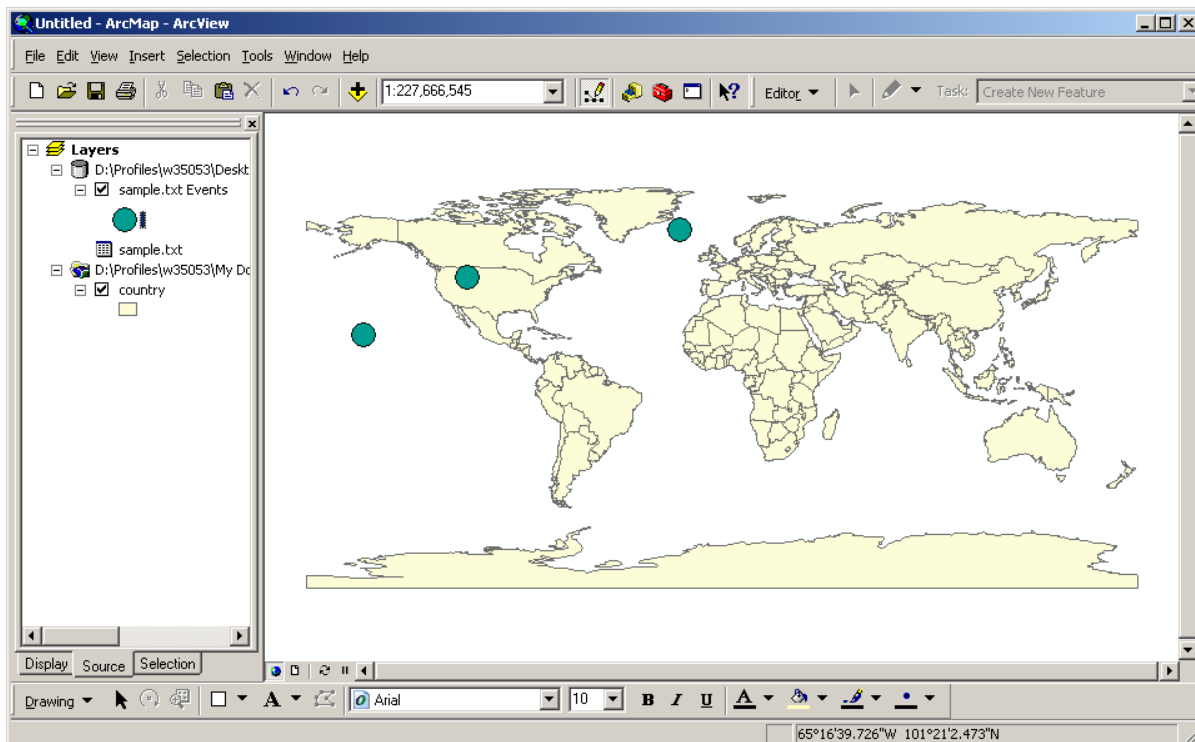 Untitled - ArcMap - ArcView
File Edit View Insert Selection Tools Window Help
1:227,666,545 Editor Task: Create New Feature
Layers
D:\Profiles\w35053\Deskt
sample.txt Events
sample.txt
D:\Profiles\w35053\My Do
country
Display Source Selection
Drawing A Arial 10 B I U A
65°16'39.726"W 101°21'2.473"N